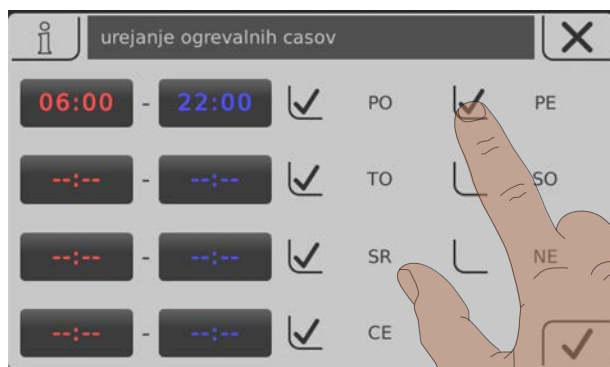 i
urejanje ogrevalnih casov
06:00 - 22:00 PO PE
--:-- - --:-- TO SO
--:-- - --:-- SR NE
--:-- - --:-- CE